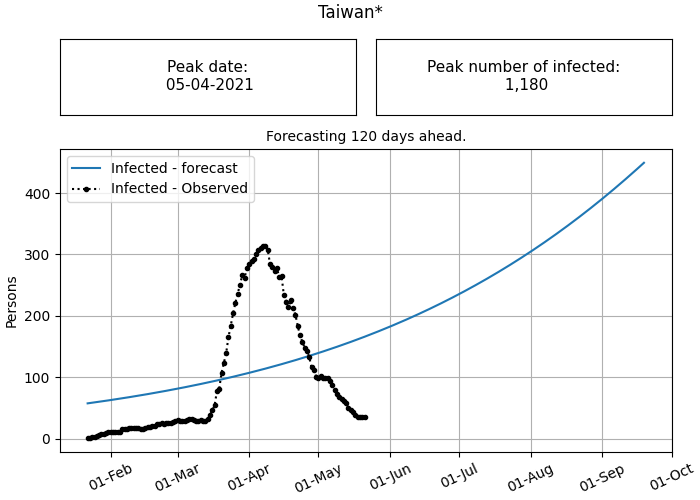 Taiwan*
Peak date:
05-04-2021
Peak number of infected:
1,180
Forecasting 120 days ahead.
Infected - forecast
Infected - Observed
Persons
400
300
200
100
0
01-Feb
01-Mar
01-Apr
01-May
01-Jun
01-Jul
01-Aug
01-Sep
01-Oct